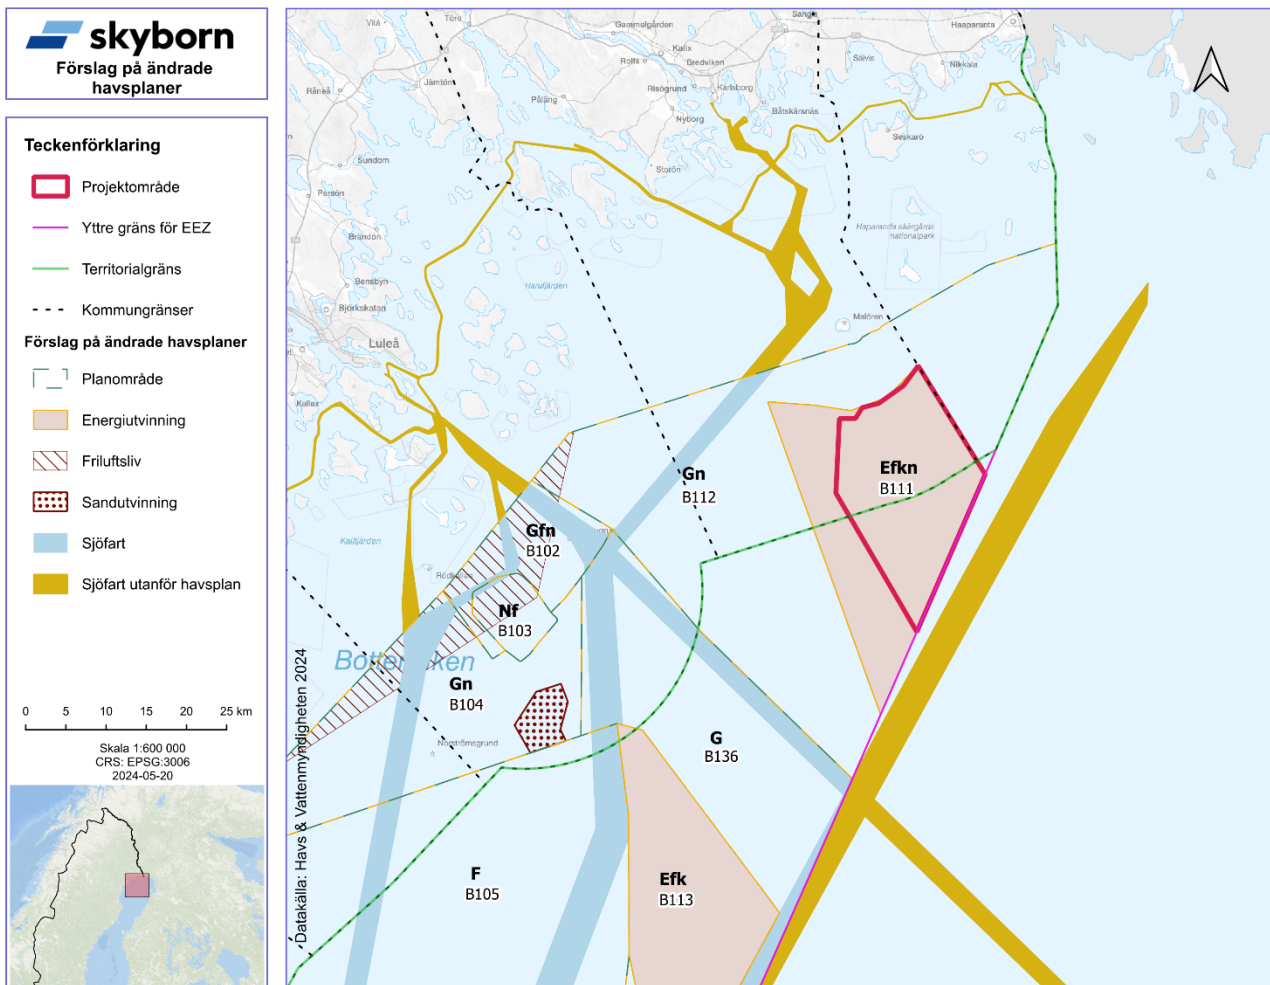 skyborn
Förslag på ändrade
havsplaner
Teckenförklaring
Projektområde
Yttre gräns för EEZ
Territorialgräns
Kommungränser
Förslag på ändrade havsplaner
Planområde
Energiutvinning
Friluftsliv
Sandutvinning
Sjöfart
Sjöfart utanför havsplan
0 5 10 15 20 25 km
Skala 1:600 000
CRS: EPSG:3006
2024-05-20
Datakälla: Havs & Vattenmyndigheten 2024
Vitå
Töre
Gammelgården
Sangis
Haaparanta
Kalix
Rolfs
Bredviken
Säivis
Nikkala
Råneå
Jämtön
Påläng
Risögrund
Karlsborg
Båtskärsnäs
Nyborg
Seskarö
Sundom
Storön
Persön
Haparanda skärgårds
nationalpark
Brändön
Bensbyn
Haruﬁärden
Björkskatan
Malören
Luleå
Kallax
Efkn
B111
Gn
B112
Gfn
B102
Kallfjärden
Rödkallen
Nf
B103
Bottenviken
Gn
B104
Norströmsgrund
G
B136
F
B105
Efk
B113